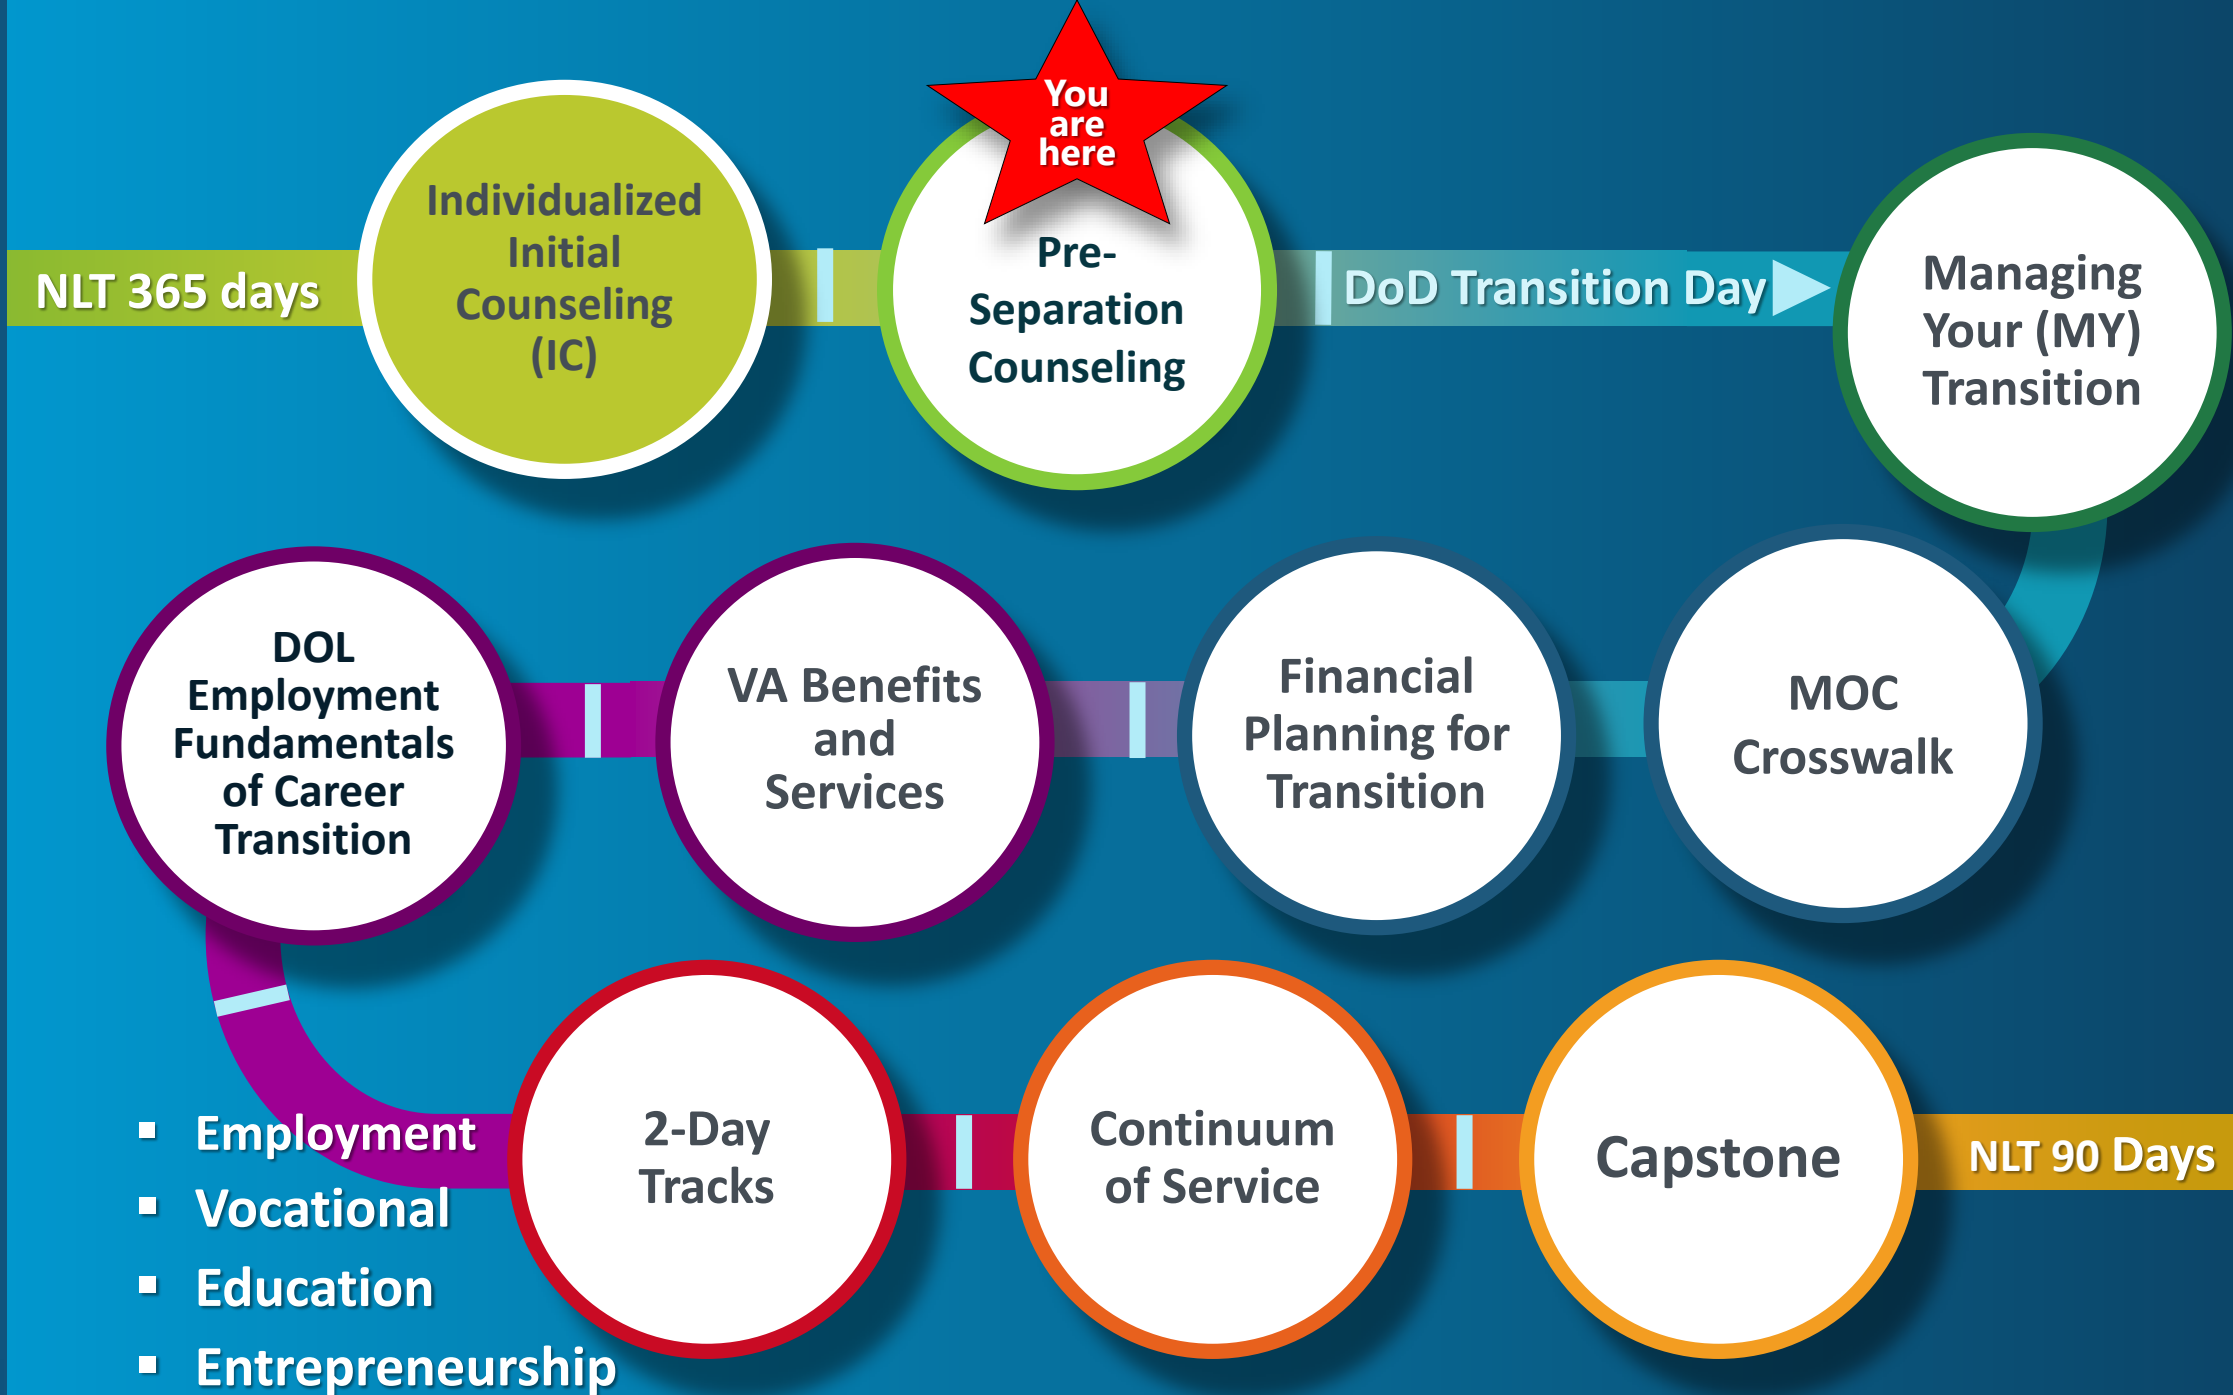 You
are
here
NLT 365 days
Individualized
Initial
Counseling
(IC)
Pre-
Separation
Counseling
DoD Transition Day
Managing
Your (MY)
Transition
MOC
Crosswalk
Financial
Planning for
Transition
VA Benefits
and
Services
DOL
Employment
Fundamentals
of Career
Transition
▪ Employment
▪ Vocational
▪ Education
▪ Entrepreneurship
2-Day
Tracks
Continuum
of Service
Capstone
NLT 90 Days